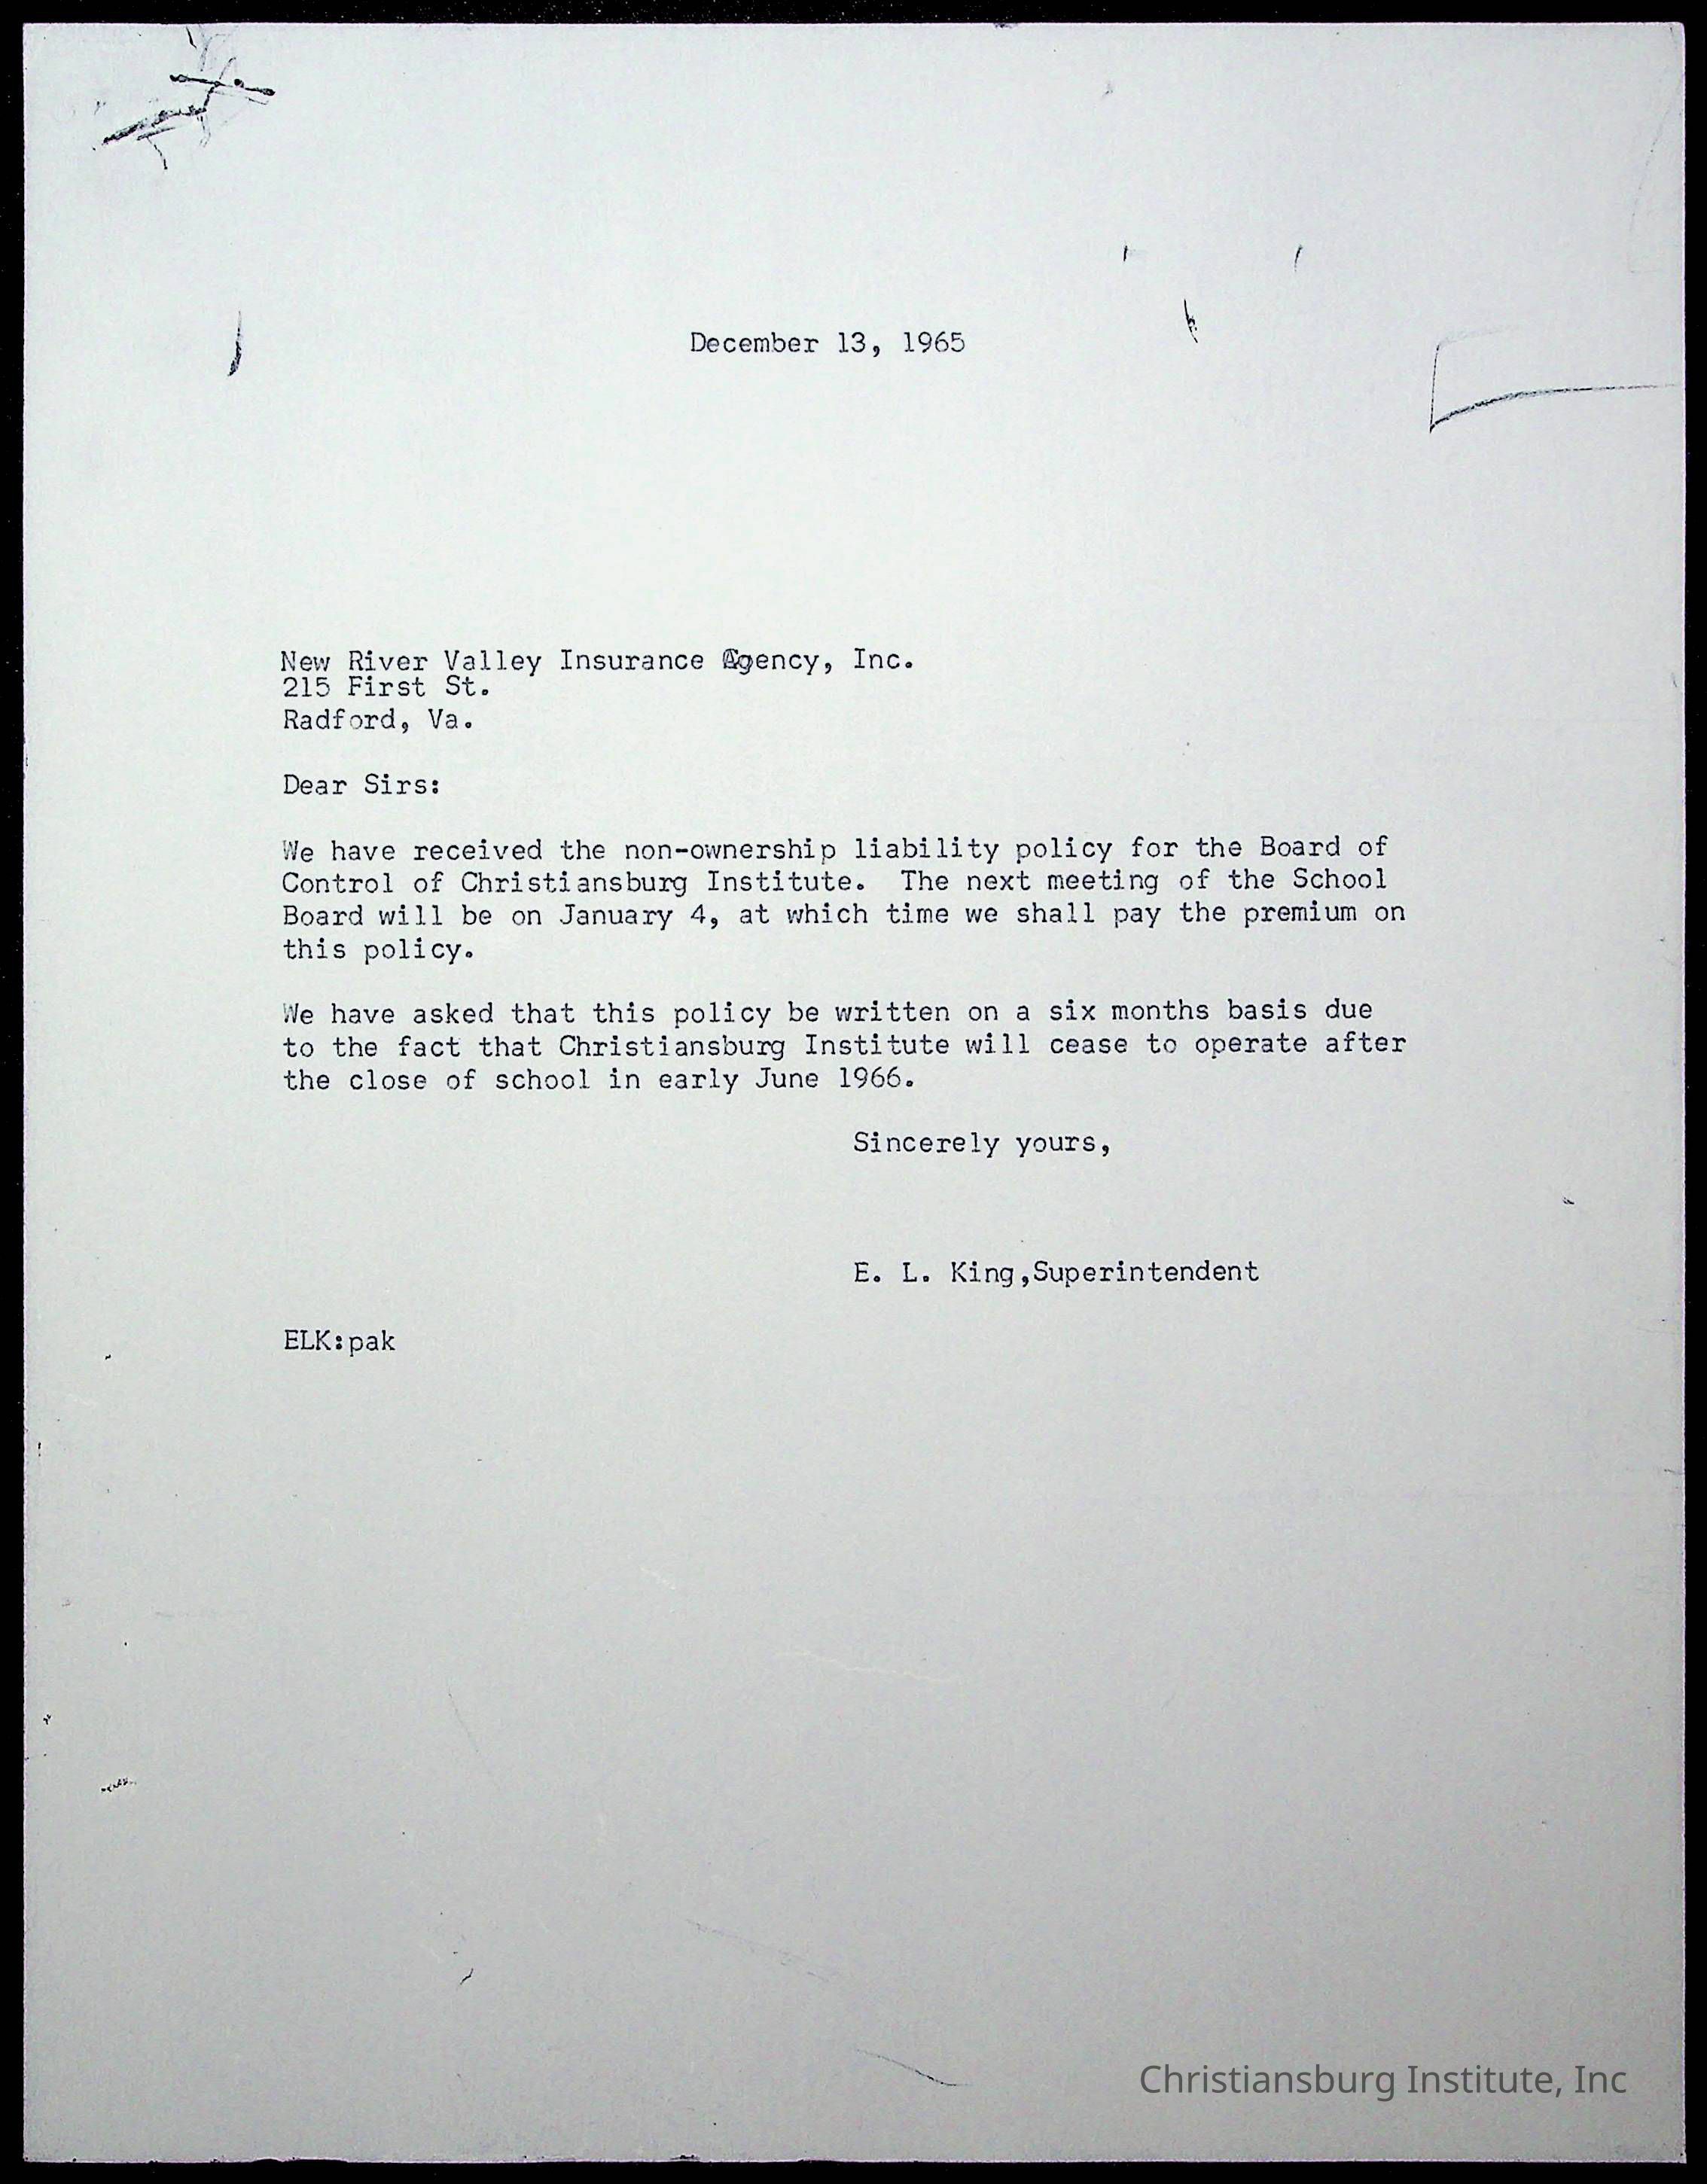 December 13, 1965
New River Valley Insurance Agency, Inc.
215 First St.
Radford, Va.
Dear Sirs:
We have received the non-ownership liability policy for the Board of
Control of Christiansburg Institute. The next meeting of the School
Board will be on January 4, at which time we shall pay the premium on
this policy.
We have asked that this policy be written on a six months basis due
to the fact that Christiansburg Institute will cease to operate after
the close of school in early June 1966.
Sincerely yours,
E. L. King,Superintendent
ELK:pak
Christiansburg Institute, Inc